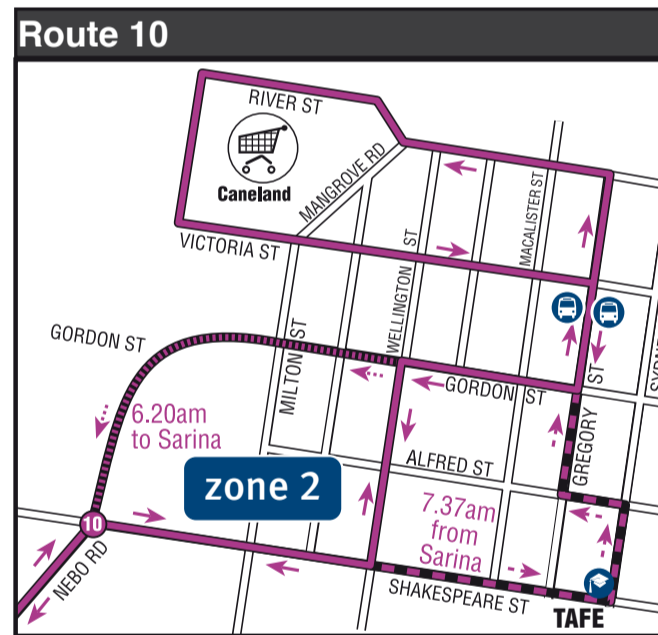 Route 10
RIVER ST
Caneland
MANGROVE RD
MACALISTER ST
VICTORIA ST
WELLINGTON ST
GORDON ST
MILTON ST
GORDON ST
GREGORY ST
6.20am
to Sarina
ALFRED ST
zone 2
7.37am
from
Sarina
10
NEBO RD
SHAKESPEARE ST
TAFE